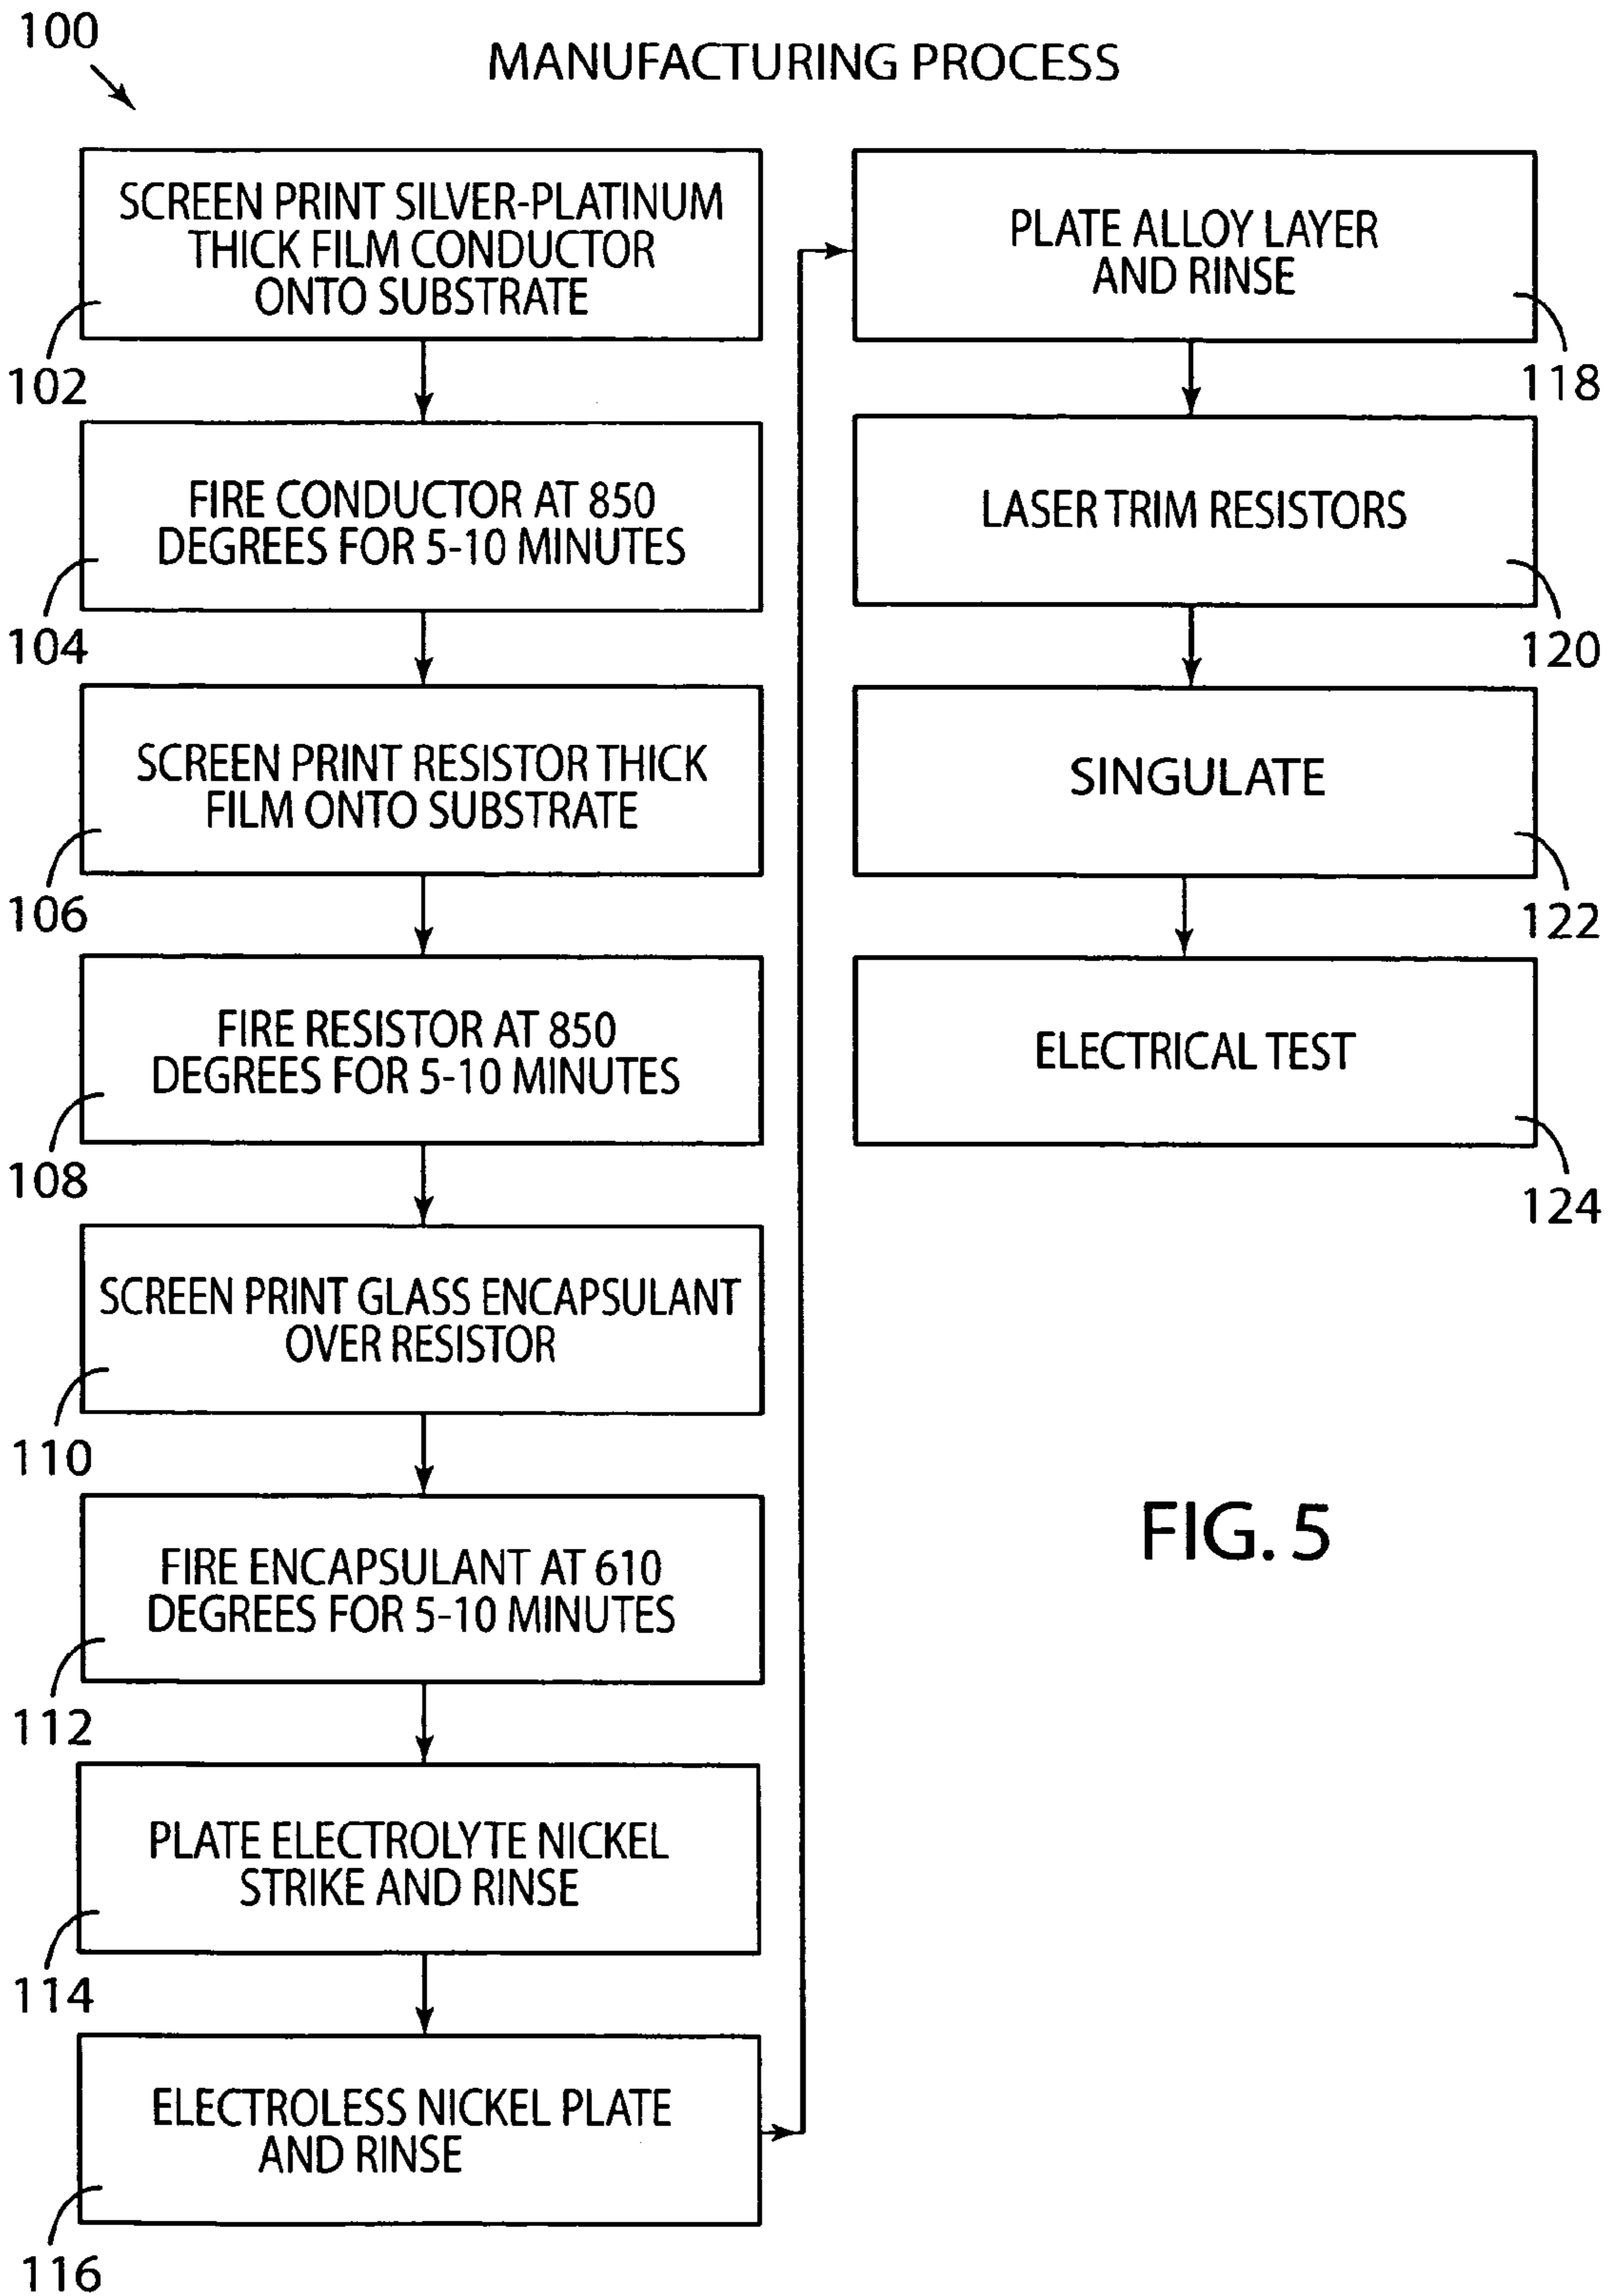 100
MANUFACTURING PROCESS
SCREEN PRINT SILVER-PLATINUM
THICK FILM CONDUCTOR
ONTO SUBSTRATE
102
FIRE CONDUCTOR AT 850
DEGREES FOR 5-10 MINUTES
104
SCREEN PRINT RESISTOR THICK
FILM ONTO SUBSTRATE
106
FIRE RESISTOR AT 850
DEGREES FOR 5-10 MINUTES
108
SCREEN PRINT GLASS ENCAPSULANT
OVER RESISTOR
110
FIRE ENCAPSULANT AT 610
DEGREES FOR 5-10 MINUTES
112
PLATE ELECTROLYTE NICKEL
STRIKE AND RINSE
114
ELECTROLESS NICKEL PLATE
AND RINSE
116
PLATE ALLOY LAYER
AND RINSE
118
LASER TRIM RESISTORS
120
SINGULATE
122
ELECTRICAL TEST
124
FIG. 5